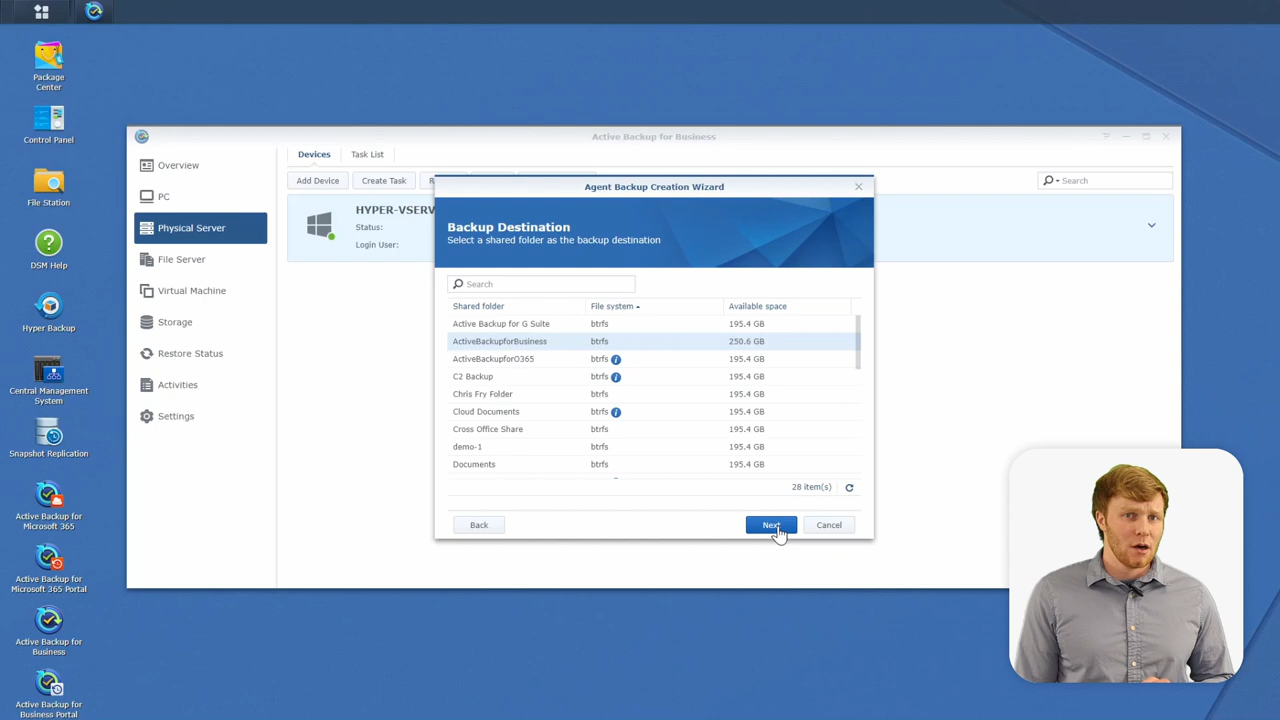 Package
Center
Control Panel
File Station
DSM Help
Hyper Backup
Central Management
System
Snapshot Replication
Active Backup for
Microsoft 365
Active Backup for
Microsoft 365 Portal
Active Backup for
Business
Active Backup for
Business Portal
Active Backup for Business
Overview
PC
Physical Server
File Server
Virtual Machine
Storage
Restore Status
Activities
Settings
Devices Task List
Add Device Create Task Search
HYPER-VSERV
Status:
Login User:
Agent Backup Creation Wizard
Backup Destination
Select a shared folder as the backup destination
Search
Shared folder File system Available space
Active Backup for G Suite btrfs 195.4 GB
ActiveBackupforBusiness btrfs 250.6 GB
ActiveBackupforO365 btrfs 195.4 GB
C2 Backup btrfs 195.4 GB
Chris Fry Folder btrfs 195.4 GB
Cloud Documents btrfs 195.4 GB
Cross Office Share btrfs 195.4 GB
demo-1 btrfs 195.4 GB
Documents btrfs 195.4 GB
28 item(s)
Back Next Cancel